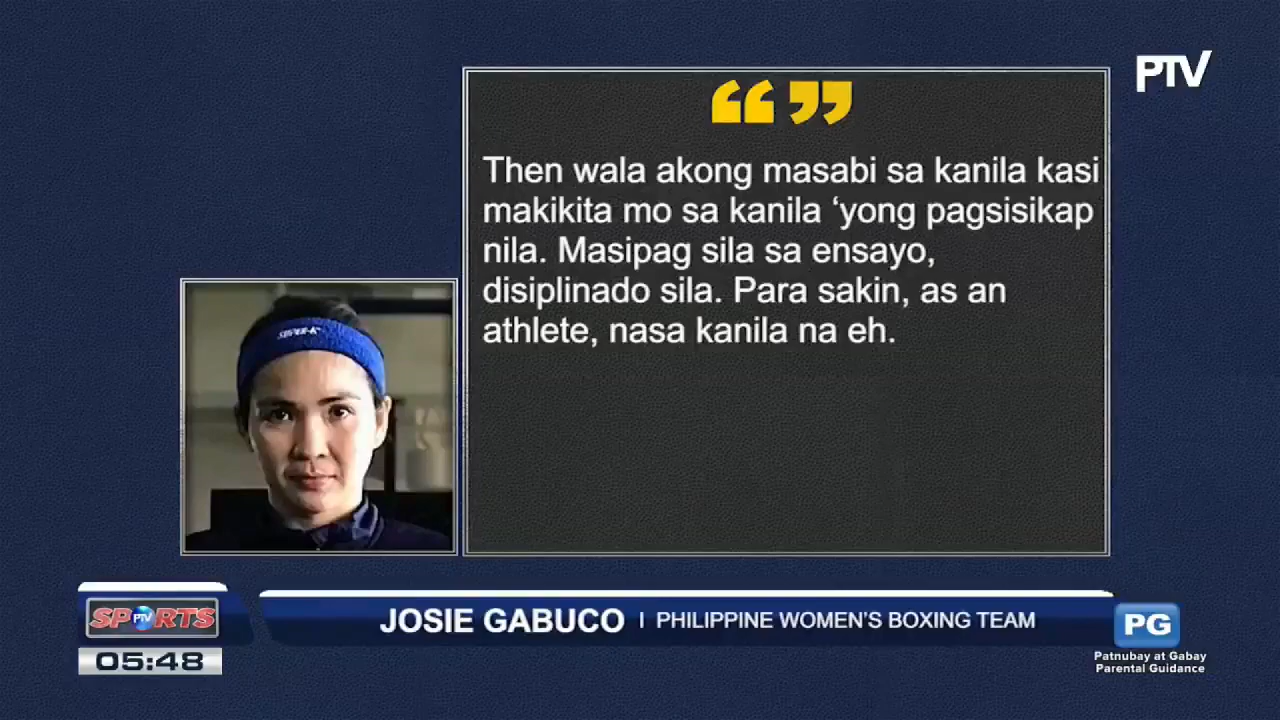 PTV
“ ”
Then wala akong masabi sa kanila kasi
makikita mo sa kanila ‘yong pagsisikap
nila. Masipag sila sa ensayo,
disiplinado sila. Para sakin, as an
athlete, nasa kanila na eh.
SUPER-K
SPORTS
PTV
JOSIE GABUCO | PHILIPPINE WOMEN'S BOXING TEAM
05:48
PG
Patnubay at Gabay
Parental Guidance